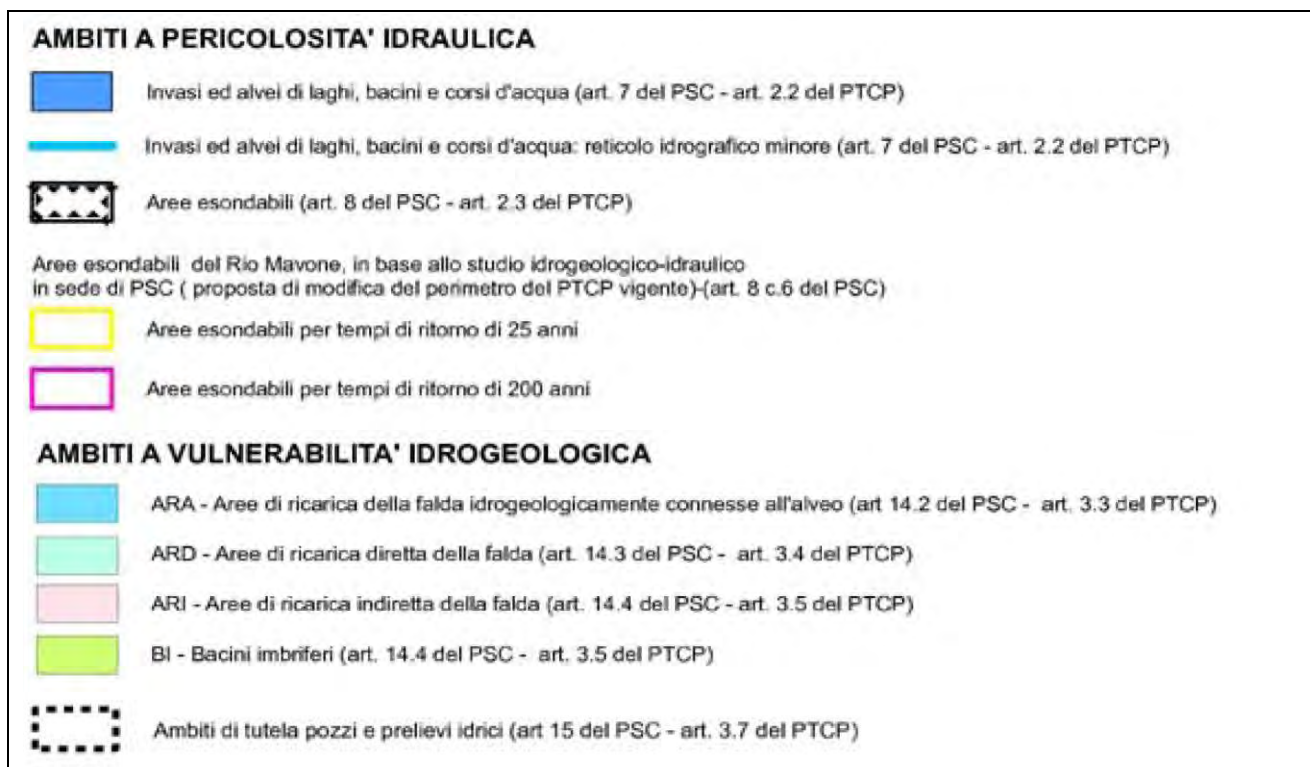 AMBITI A PERICOLOSITA' IDRAULICA
Invasi ed alvei di laghi, bacini e corsi d'acqua (art. 7 del PSC - art. 2.2 del PTCP)
Invasi ed alvei di laghi, bacini e corsi d'acqua: reticolo idrografico minore (art. 7 del PSC - art. 2.2 del PTCP)
Aree esondabili (art. 8 del PSC - art. 2.3 del PTCP)
Aree esondabili del Rio Mavone, in base allo studio idrogeologico-idraulico
in sede di PSC ( proposta di modifica del perimetro del PTCP vigente)-(art. 8 c.6 del PSC)
Aree esondabili per tempi di ritorno di 25 anni
Aree esondabili per tempi di ritorno di 200 anni
AMBITI A VULNERABILITA' IDROGEOLOGICA
ARA - Aree di ricarica della falda idrogeologicamente connesse all'alveo (art 14.2 del PSC - art. 3.3 del PTCP)
ARD - Aree di ricarica diretta della falda (art. 14.3 del PSC - art. 3.4 del PTCP)
ARI - Aree di ricarica indiretta della falda (art. 14.4 del PSC - art. 3.5 del PTCP)
BI - Bacini imbriferi (art. 14.4 del PSC - art. 3.5 del PTCP)
Ambiti di tutela pozzi e prelievi idrici (art 15 del PSC - art. 3.7 del PTCP)